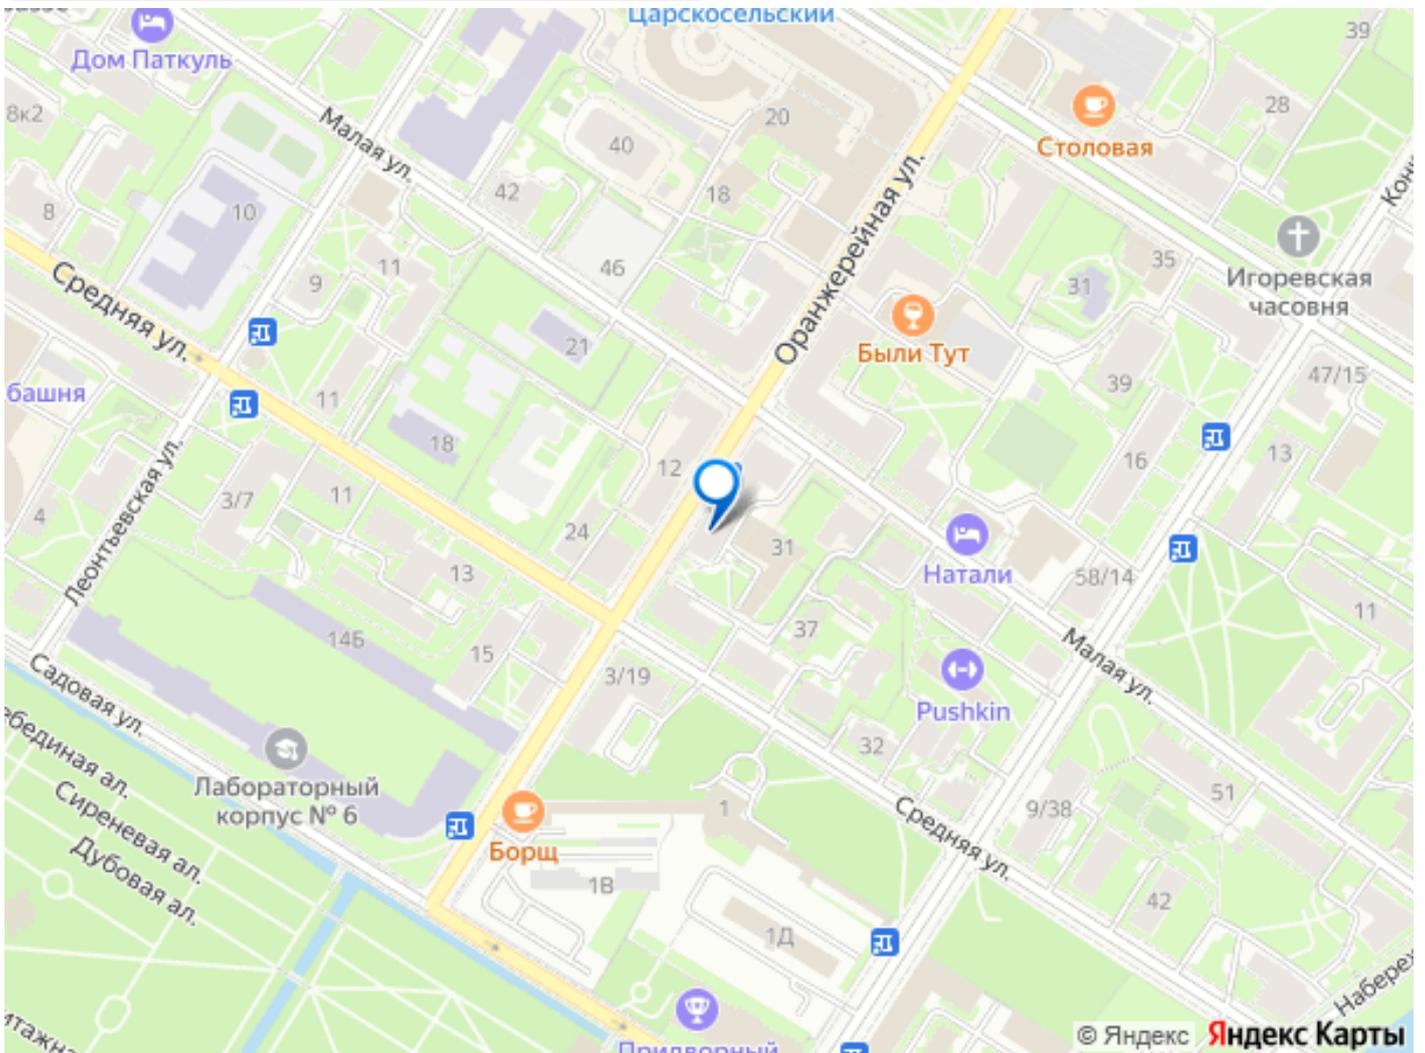 Царскосельский
39
Дом Паткуль
8к2
Малая ул.
40
20
28
Столовая
42
18
8
10
46
11
9
Оранжерейная ул.
35
31
Игоревская
часовня
Средняя ул.
21
Были Тут
47/15
39
башня
11
18
12
16
13
Леонтьевская ул.
3/7
11
4
24
31
Натали
58/14
13
11
14б
15
37
Малая ул.
3/19
Pushkin
Садовая ул.
32
Лабораторный
корпус № 6
Сиреневая ал.
Дубовая ал.
51
1
9/38
Средняя ул.
Борщ
1В
42
1Д
Придворный
© Яндекс Яндекс Карты